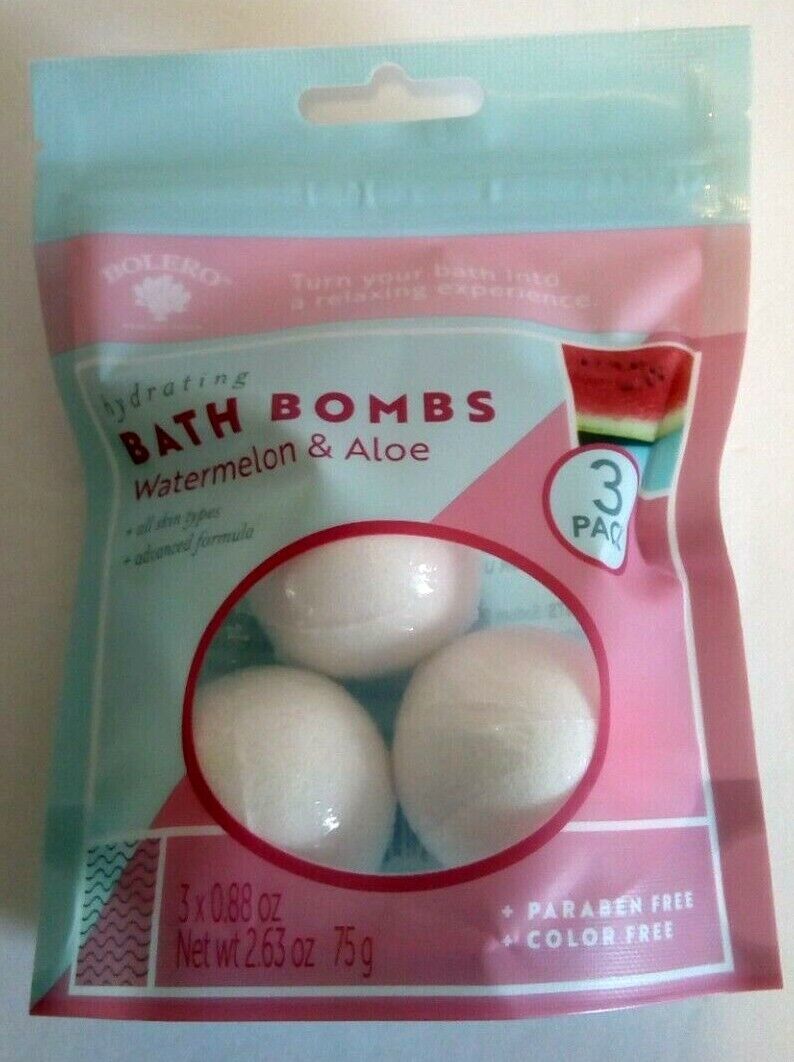 BOLERO
Turn your bath into
a relaxing experience.
hydrating
BATH BOMBS
Watermelon & Aloe
+ all skin types
+ advanced formula
3
PACK
3 x 0.88 oz
Net wt 2.63 oz 75 g
+ PARABEN FREE
+ COLOR FREE